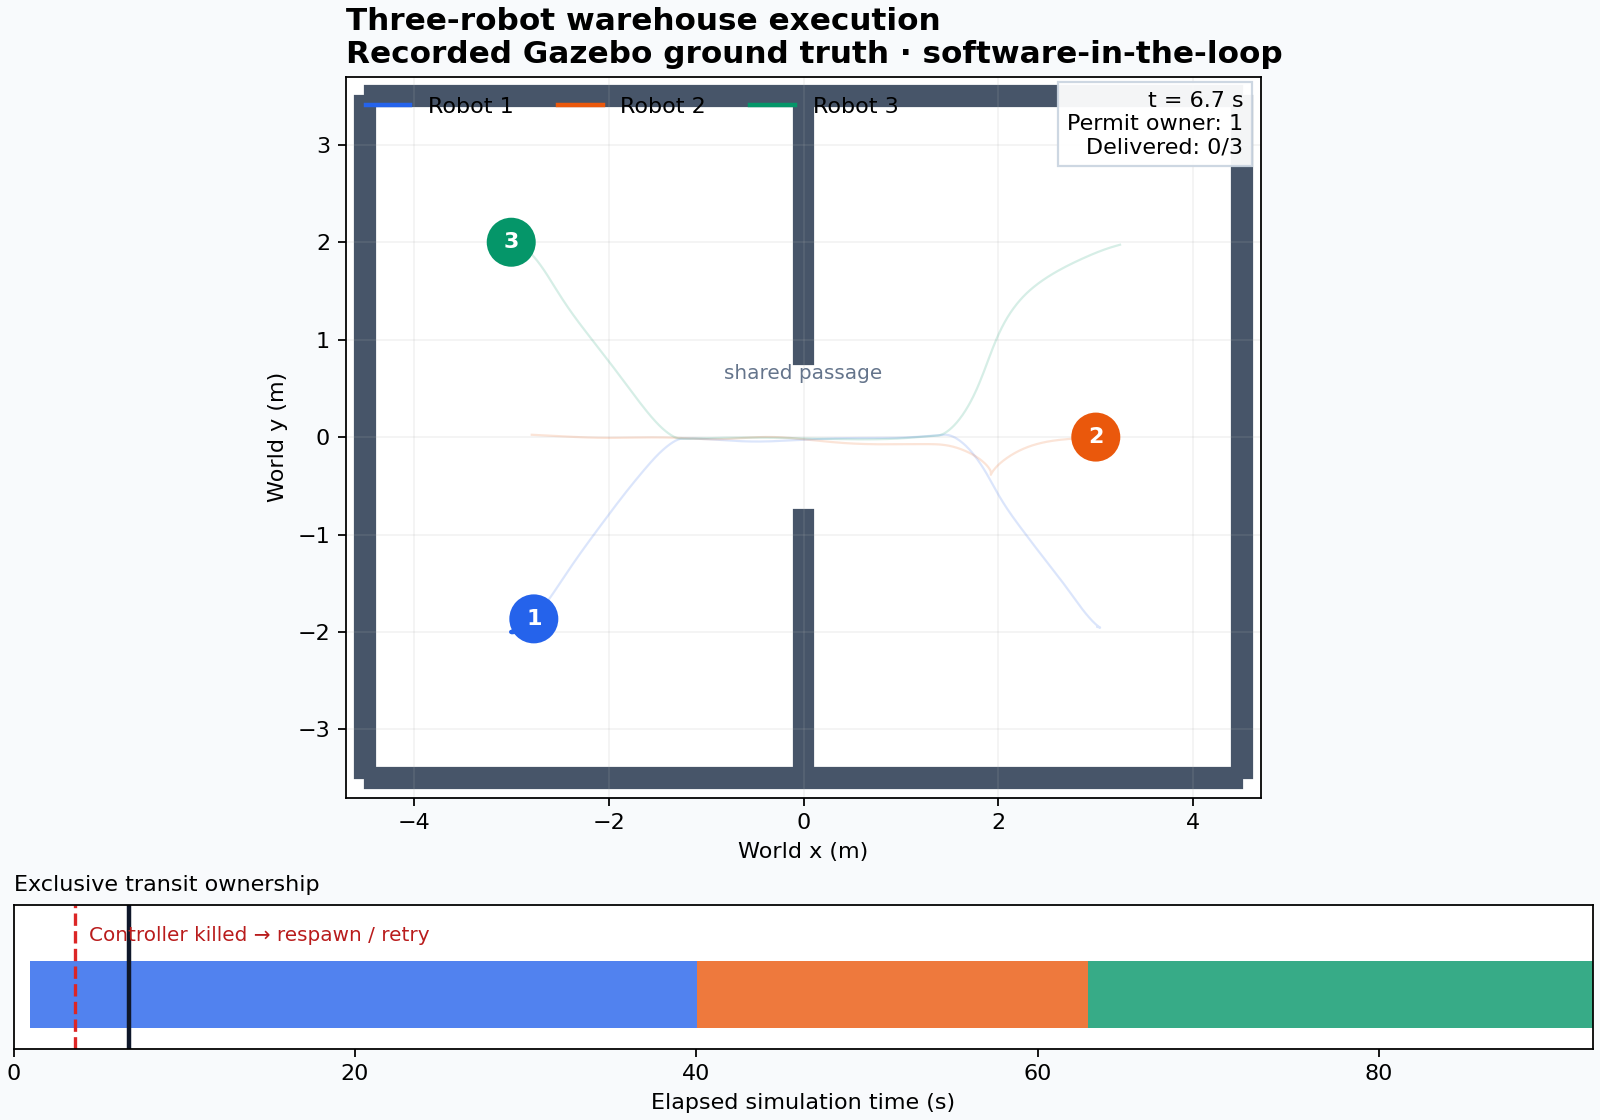 Three-robot warehouse execution
Recorded Gazebo ground truth · software-in-the-loop
Robot 1
Robot 2
Robot 3
t = 6.7 s
Permit owner: 1
Delivered: 0/3
3
2
1
0
−1
−2
−3
World y (m)
3
shared passage
2
1
−4
−2
0
2
4
World x (m)
Exclusive transit ownership
Controller killed → respawn / retry
0
20
40
60
80
Elapsed simulation time (s)